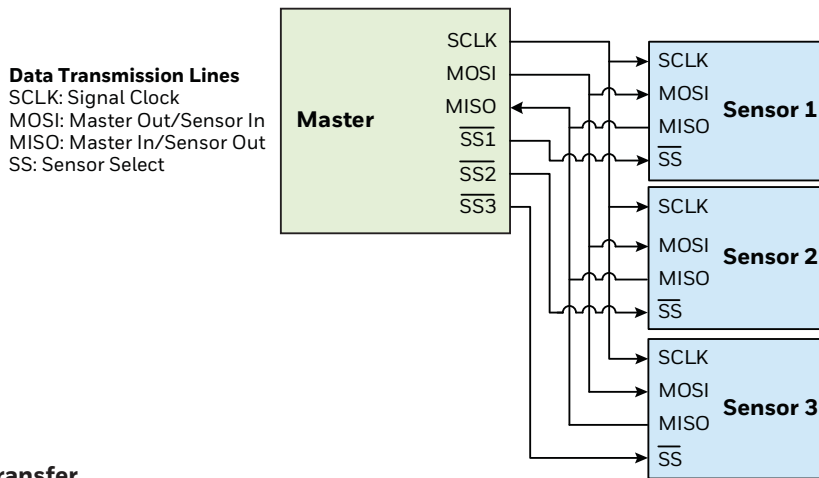 Data Transmission Lines
SCLK: Signal Clock
MOSI: Master Out/Sensor In
MISO: Master In/Sensor Out
SS: Sensor Select
Master
SCLK
MOSI
MISO
SS1
SS2
SS3
SCLK
MOSI
MISO
SS
Sensor 1
SCLK
MOSI
MISO
SS
Sensor 2
SCLK
MOSI
MISO
SS
Sensor 3